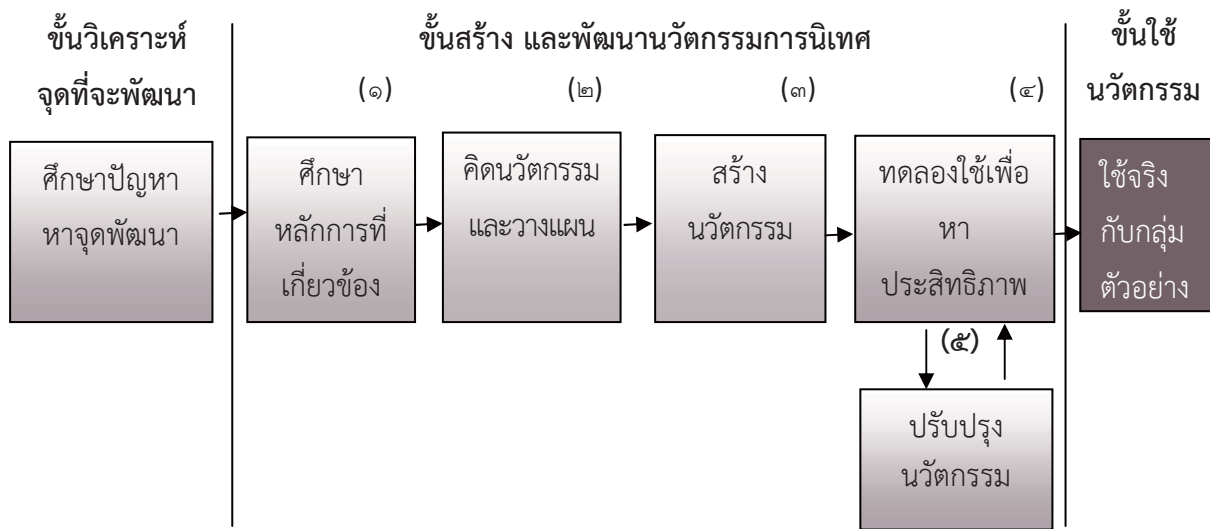 ขั้นวิเคราะห์
จุดที่จะพัฒนา
ขั้นสร้าง และพัฒนานวัตกรรมการนิเทศ
ขั้นใช้
นวัตกรรม
(๑)
(๒)
(๓)
(๔)
ศึกษาปัญหา
หาจุดพัฒนา
ศึกษา
หลักการที่
เกี่ยวข้อง
คิดนวัตกรรม
และวางแผน
สร้าง
นวัตกรรม
ทดลองใช้เพื่อ
หา
ประสิทธิภาพ
ใช้จริง
กับกลุ่ม
ตัวอย่าง
(๕)
ปรับปรุง
นวัตกรรม